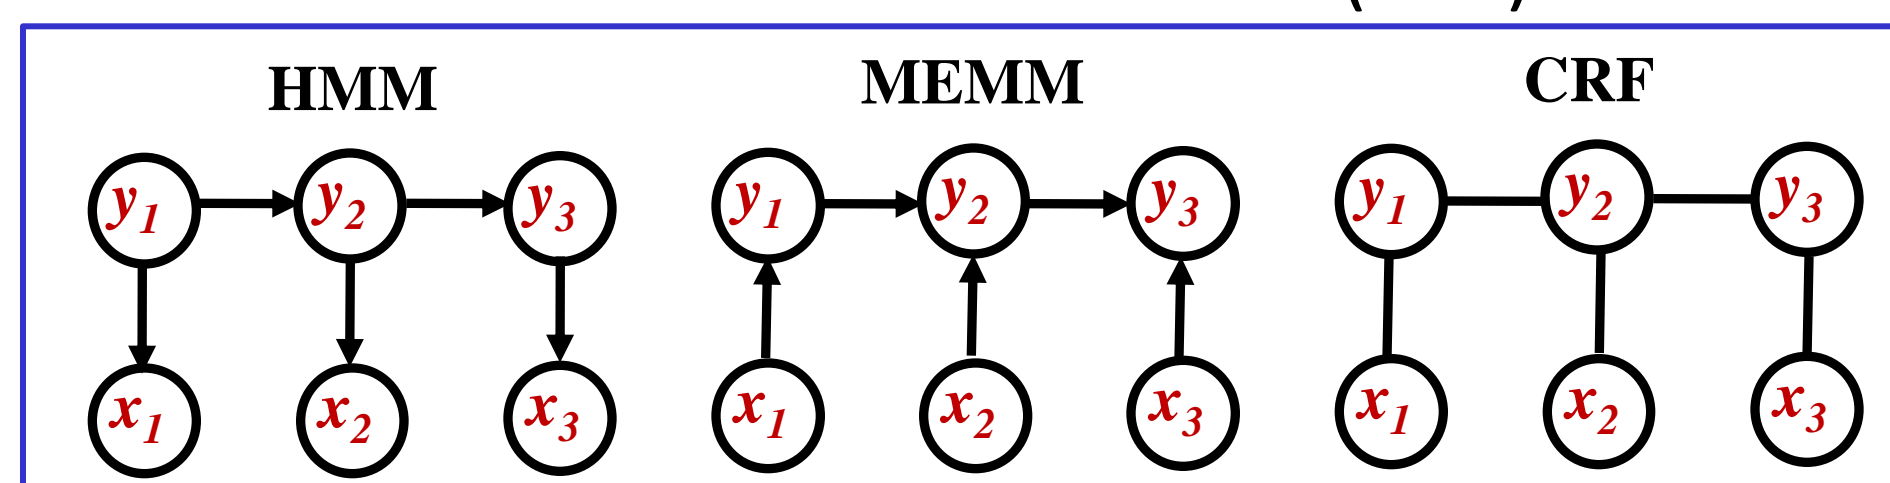 HMM MEMM CRF
y1 y2 y3 y1 y2 y3 y1 y2 y3
x1 x2 x3 x1 x2 x3 x1 x2 x3